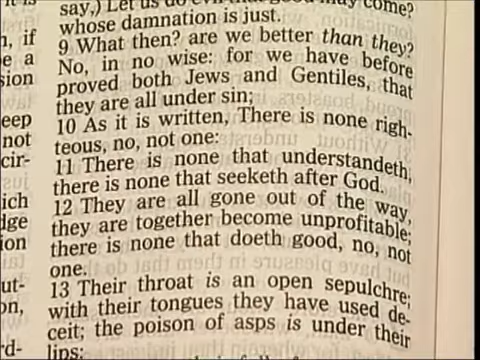 say,) Let us do evil that good may come?
whose damnation is just.
9 What then? are we better than they?
No, in no wise: for we have before
proved both Jews and Gentiles, that
they are all under sin;
10 As it is written, There is none righ-
teous, no, not one:
11 There is none that understandeth,
there is none that seeketh after God.
12 They are all gone out of the way,
they are together become unprofitable;
there is none that doeth good, no, not
one.
13 Their throat is an open sepulchre;
with their tongues they have used de-
ceit; the poison of asps is under their
lips: